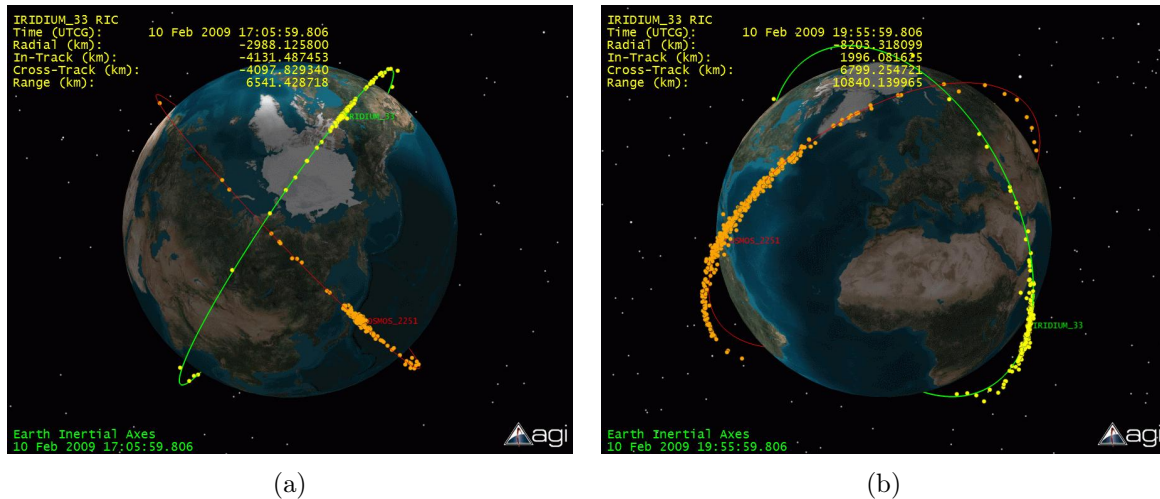 IRIDIUM_33 RIC
Time (UTCG): 10 Feb 2009 17:05:59.806
Radial (km): -2988.125800
In-Track (km): -4131.487453
Cross-Track (km): -4097.829340
Range (km): 6541.428718
IRIDIUM_33
OSMOS_2251
Earth Inertial Axes
10 Feb 2009 17:05:59.806
agi
(a)
IRIDIUM_33 RIC
Time (UTCG): 10 Feb 2009 19:55:59.806
Radial (km): -8203.318099
In-Track (km): 1996.081625
Cross-Track (km): 6799.254721
Range (km): 10840.139965
OSMOS_2251
IRIDIUM_33
Earth Inertial Axes
10 Feb 2009 19:55:59.806
agi
(b)